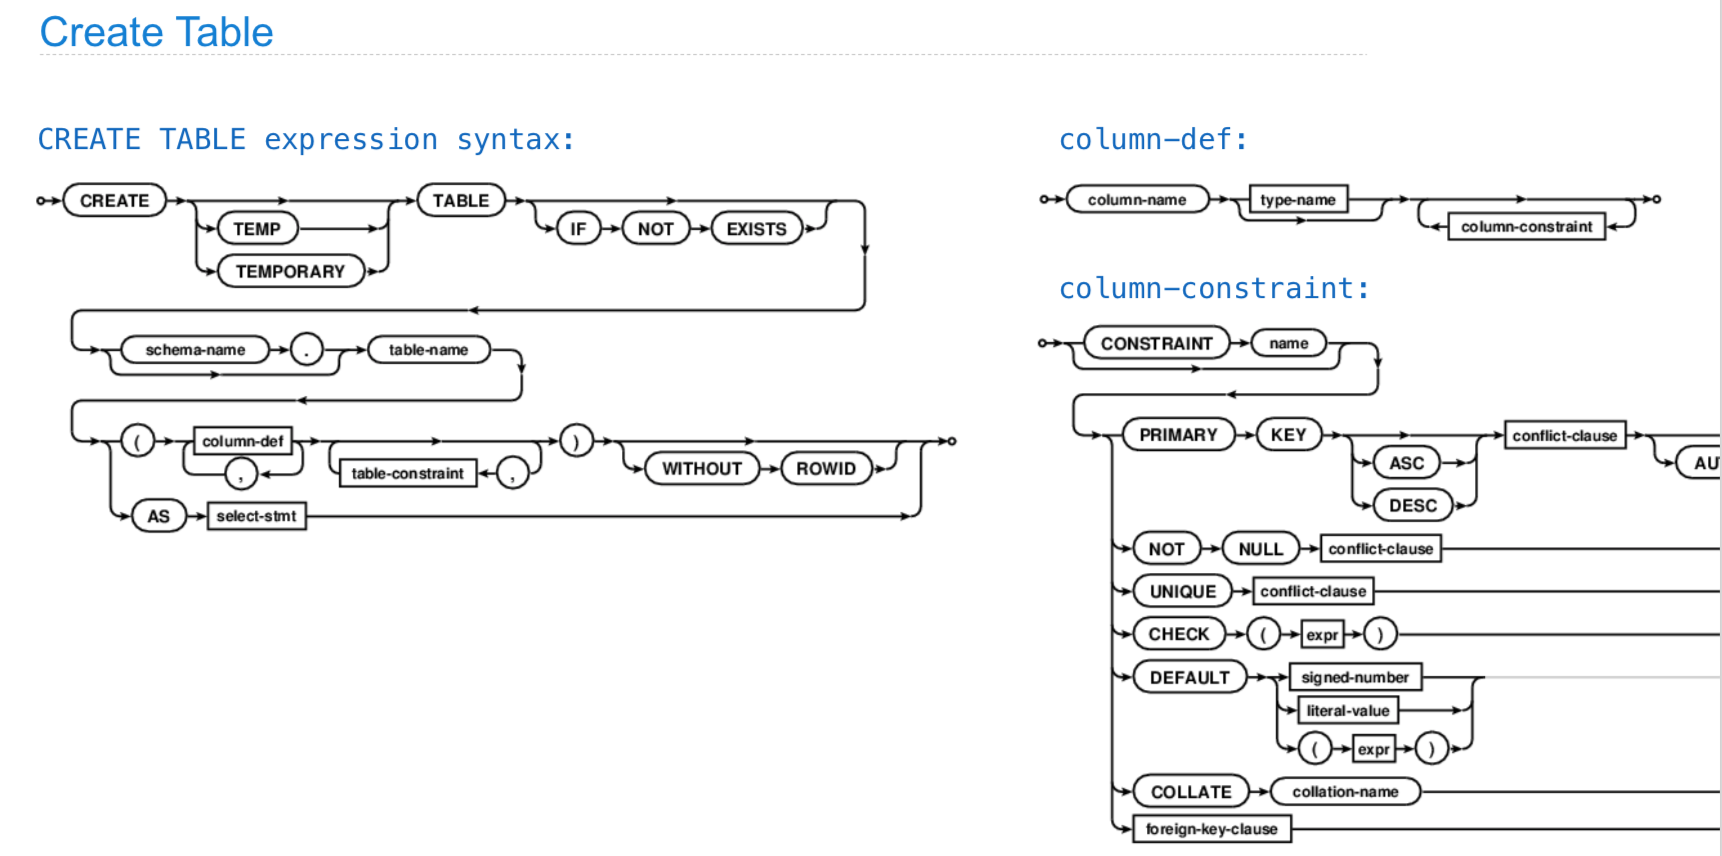 Create Table
CREATE TABLE expression syntax:
CREATE TABLE IF NOT EXISTS
TEMP
TEMPORARY
schema-name . table-name
( column-def , table-constraint , ) WITHOUT ROWID
AS select-stmt
column-def:
column-name type-name
column-constraint
column-constraint:
CONSTRAINT name
PRIMARY KEY conflict-clause
ASC AU
DESC
NOT NULL conflict-clause
UNIQUE conflict-clause
CHECK ( expr )
DEFAULT signed-number
literal-value
( expr )
COLLATE collation-name
foreign-key-clause